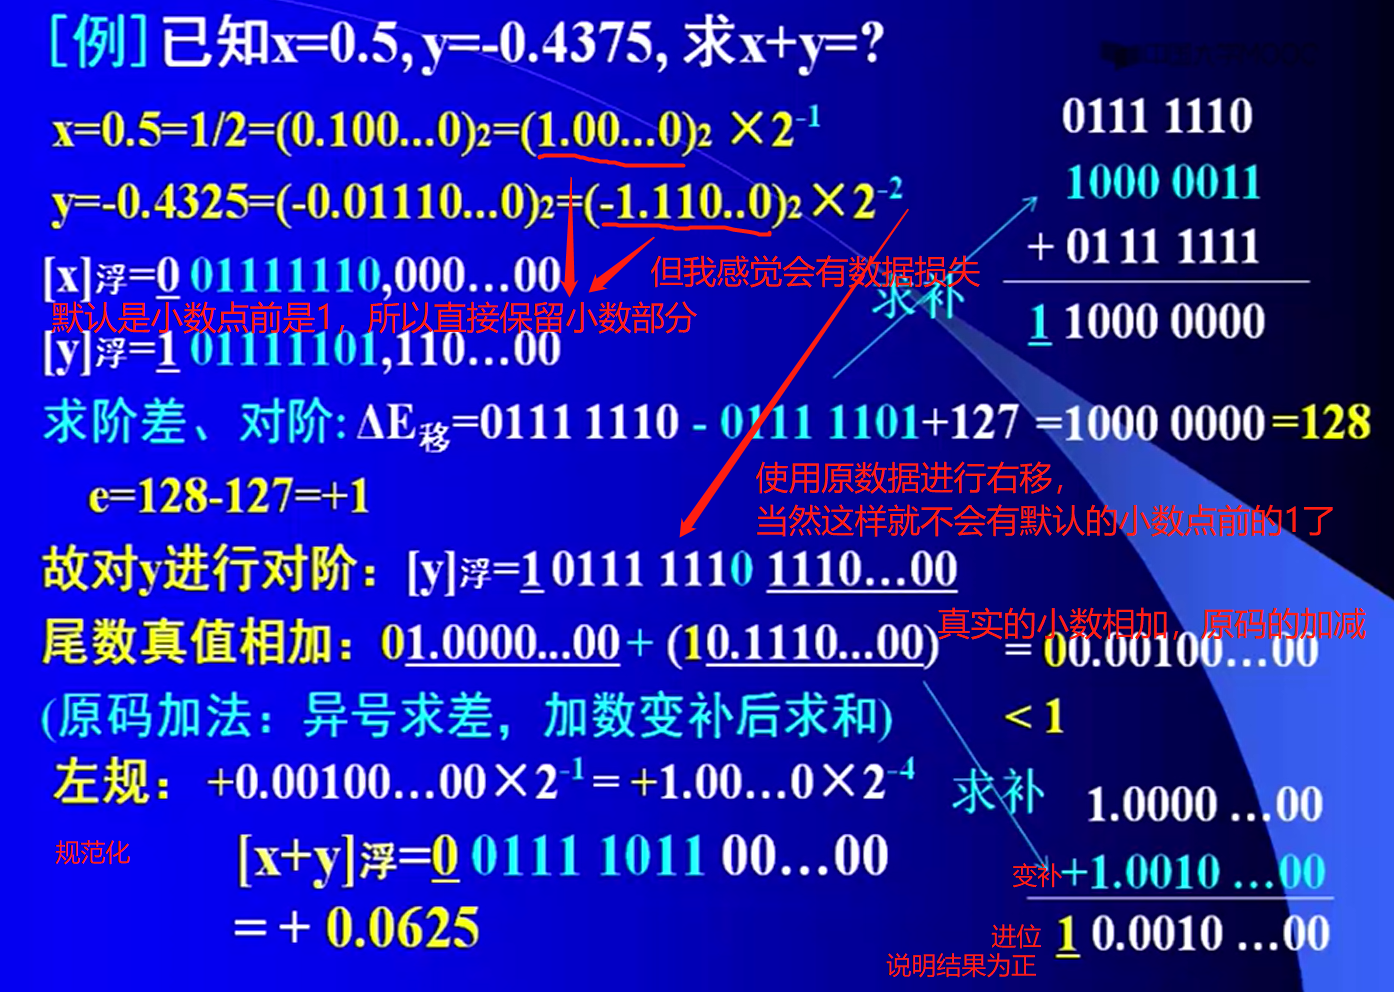 [例]已知x=0.5, y=-0.4375, 求x+y=?
x=0.5=1/2=(0.100...0)2=(1.00...0)2 ×2-1
y=-0.4325=(-0.01110...0)2=(-1.110..0)2×2-2
[x]浮=0 01111110,000…00
但我感觉会有数据损失
默认是小数点前是1，所以直接保留小数部分
[y]浮=1 01111101,110…00
0111 1110
求补
1000 0011
+ 0111 1111
1 1000 0000
求阶差、对阶: ΔE移=0111 1110 - 0111 1101+127 =1000 0000=128
e=128-127=+1
使用原数据进行右移，
当然这样就不会有默认的小数点前的1了
故对y进行对阶：[y]浮=1 0111 1110 1110…00
真实的小数相加，原码的加减
尾数真值相加：01.0000...00 + (10.1110...00) = 00.00100…00
(原码加法：异号求差，加数变补后求和) < 1
左规：+0.00100…00×2-1 = +1.00…0×2-4
规范化
[x+y]浮=0 0111 1011 00…00
= + 0.0625
求补
1.0000 …00
变补 +1.0010 …00
进位 1 0.0010 …00
说明结果为正